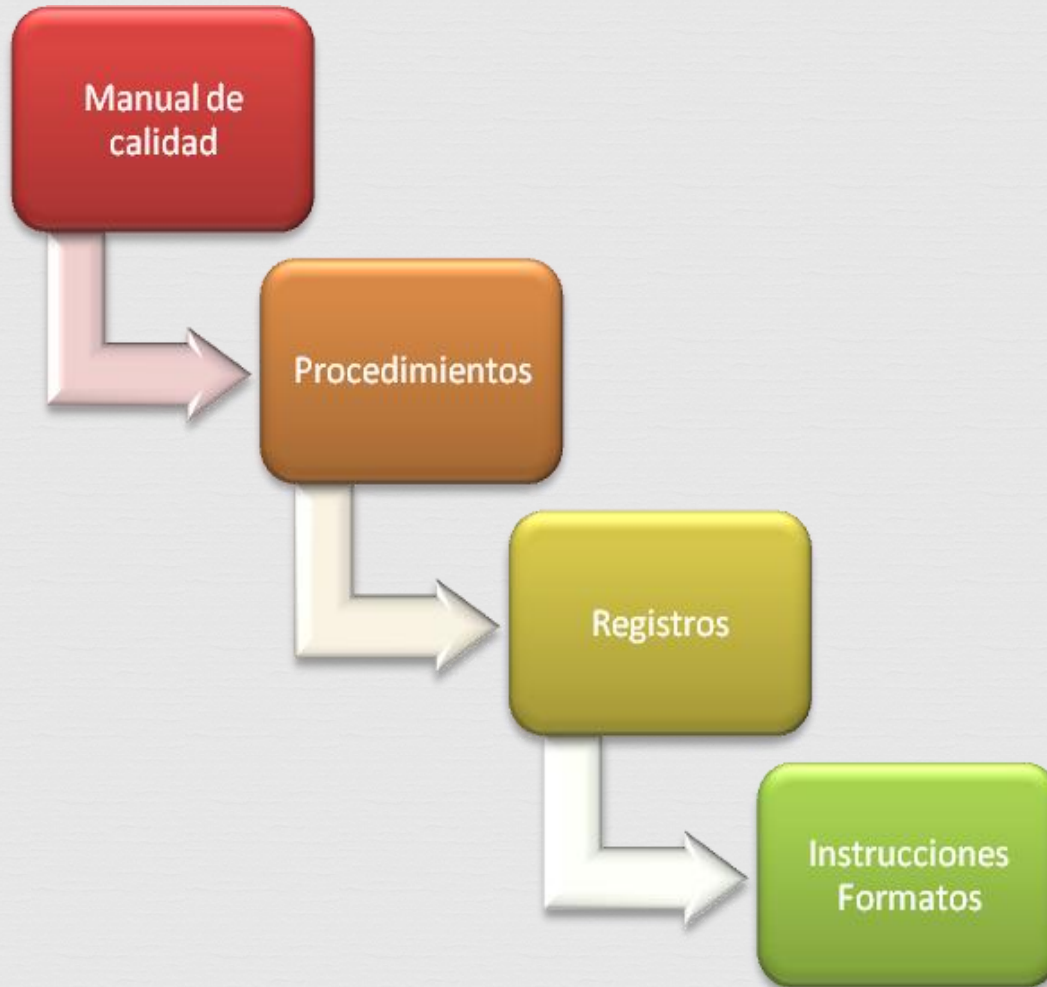 Manual de
calidad
Procedimientos
Registros
Instrucciones
Formatos